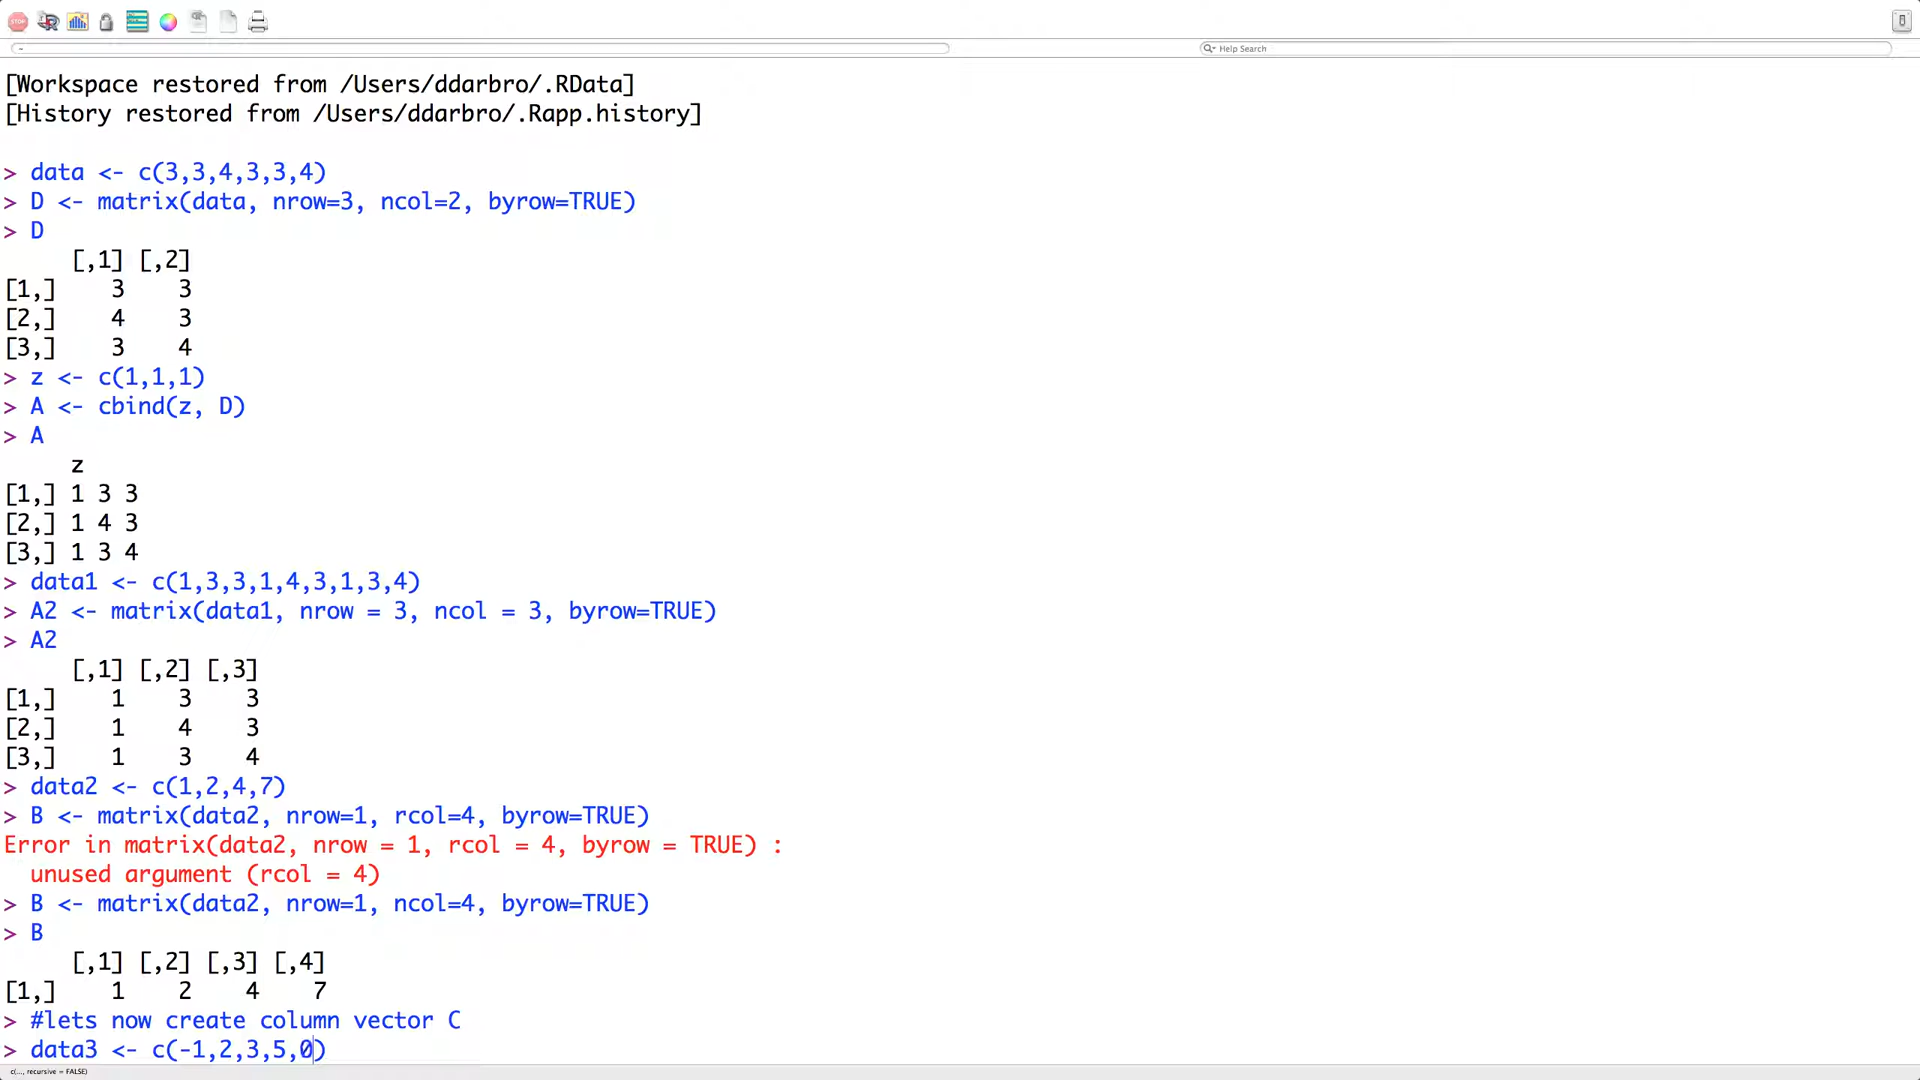 STOP
Help Search
[Workspace restored from /Users/ddarbro/.RData]
[History restored from /Users/ddarbro/.Rapp.history]
> data <- c(3,3,4,3,3,4)
> D <- matrix(data, nrow=3, ncol=2, byrow=TRUE)
> D
     [,1] [,2]
[1,]    3    3
[2,]    4    3
[3,]    3    4
> z <- c(1,1,1)
> A <- cbind(z, D)
> A
     z
[1,] 1 3 3
[2,] 1 4 3
[3,] 1 3 4
> data1 <- c(1,3,3,1,4,3,1,3,4)
> A2 <- matrix(data1, nrow = 3, ncol = 3, byrow=TRUE)
> A2
     [,1] [,2] [,3]
[1,]    1    3    3
[2,]    1    4    3
[3,]    1    3    4
> data2 <- c(1,2,4,7)
> B <- matrix(data2, nrow=1, rcol=4, byrow=TRUE)
Error in matrix(data2, nrow = 1, rcol = 4, byrow = TRUE) :
  unused argument (rcol = 4)
> B <- matrix(data2, nrow=1, ncol=4, byrow=TRUE)
> B
     [,1] [,2] [,3] [,4]
[1,]    1    2    4    7
> #lets now create column vector C
> data3 <- c(-1,2,3,5,0)
c(..., recursive = FALSE)